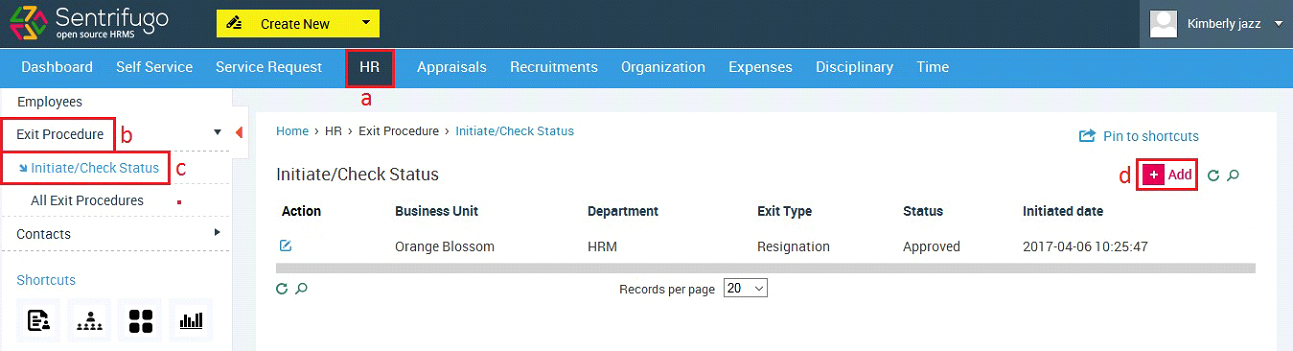 Sentrifugo
open source HRMS
Create New
Kimberly jazz
Dashboard Self Service Service Request HR Appraisals Recruitments Organization Expenses Disciplinary Time
a
Employees
Exit Procedure b
Home › HR › Exit Procedure › Initiate/Check Status
Pin to shortcuts
Initiate/Check Status c
Initiate/Check Status
d + Add
All Exit Procedures
Action Business Unit Department Exit Type Status Initiated date
Contacts
Orange Blossom HRM Resignation Approved 2017-04-06 10:25:47
Shortcuts
Records per page 20